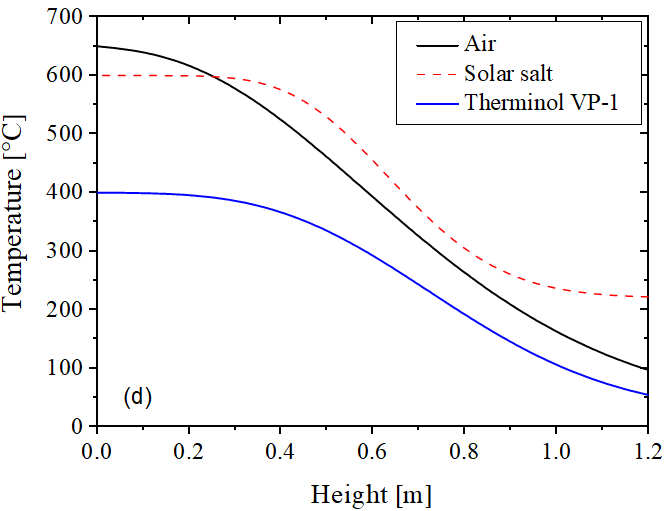 700
600
500
400
300
200
100
0
Temperature [°C]
Air
Solar salt
Therminol VP-1
(d)
0.0 0.2 0.4 0.6 0.8 1.0 1.2
Height [m]